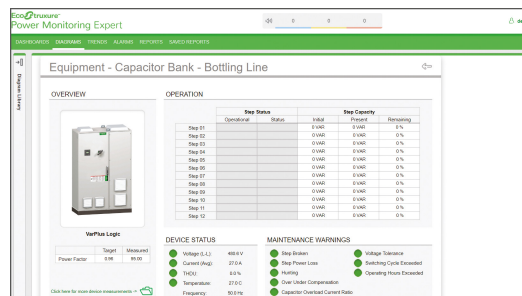 EcoStruxure™
Power Monitoring Expert
0 0 0
DASHBOARDS DIAGRAMS TRENDS ALARMS REPORTS SAVED REPORTS
Diagram Library
Equipment - Capacitor Bank - Bottling Line
OVERVIEW
VarPlus Logic
Target Measured
Power Factor 0.98 95.00
Click here for more device measurements
OPERATION
Step Status Step Capacity
Operational Status Initial Present Remaining
Step 01 0 VAR 0 VAR 0 %
Step 02 0 VAR 0 VAR 0 %
Step 03 0 VAR 0 VAR 0 %
Step 04 0 VAR 0 VAR 0 %
Step 05 0 VAR 0 VAR 0 %
Step 06 0 VAR 0 VAR 0 %
Step 07 0 VAR 0 VAR 0 %
Step 08 0 VAR 0 VAR 0 %
Step 09 0 VAR 0 VAR 0 %
Step 10 0 VAR 0 VAR 0 %
Step 11 0 VAR 0 VAR 0 %
Step 12 0 VAR 0 VAR 0 %
DEVICE STATUS
Voltage (L-L): 480.8 V
Current (Avg): 27.0 A
THDU: 0.0 %
Temperature: 27.0 C
Frequency: 50.0 Hz
MAINTENANCE WARNINGS
Step Broken
Step Power Loss
Hunting
Over Under Compensation
Capacitor Overload Current Ratio
Voltage Tolerance
Switching Cycle Exceeded
Operating Hours Exceeded